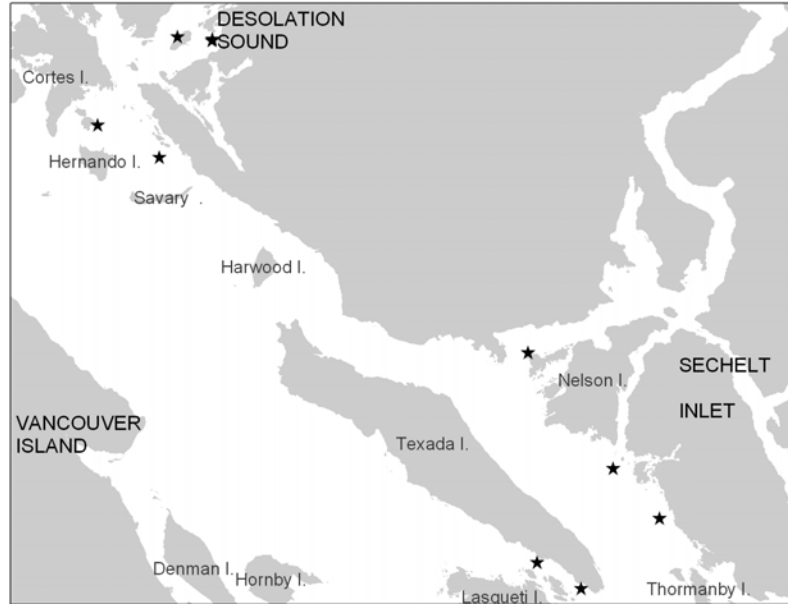 DESOLATION
SOUND
Cortes I.
Hernando I.
Savary .
Harwood I.
SECHELT
Nelson I.
INLET
VANCOUVER
ISLAND
Texada I.
Denman I.
Hornby I.
Lasqueti I.
Thormanby I.